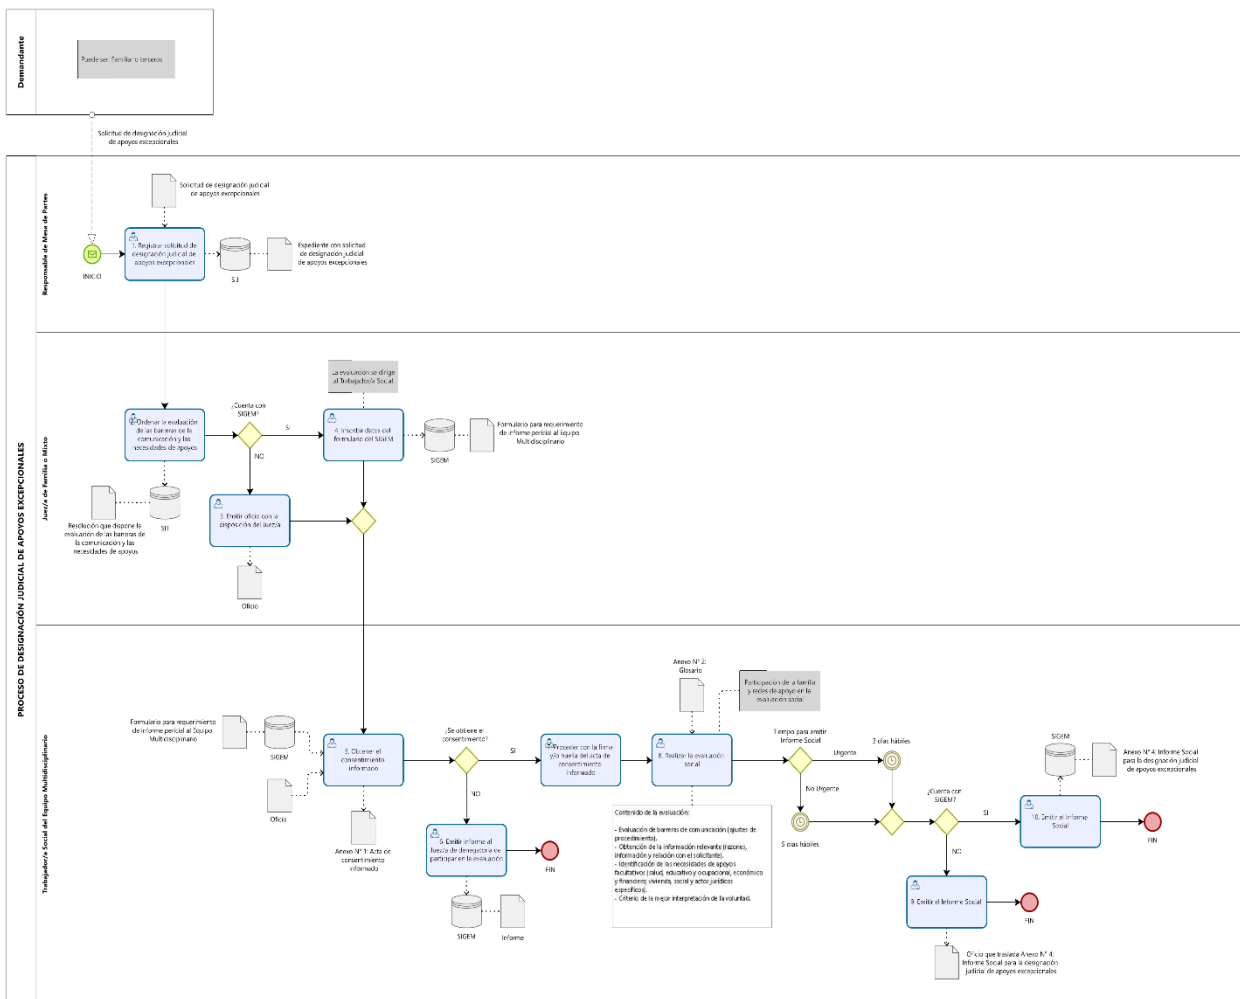 Demandante
Puede ser: Familiar o terceros
Solicitud de designación judicial
de apoyos excepcionales
PROCESO DE DESIGNACIÓN JUDICIAL DE APOYOS EXCEPCIONALES
Responsable de Mesa de Partes
Solicitud de designación judicial
de apoyos excepcionales
INICIO
1. Registrar solicitud de
designación judicial de
apoyos excepcionales
SIJ
Expediente con solicitud
de designación judicial
de apoyos excepcionales
Juez/a de Familia o Mixto
La evaluación se dirige
al Trabajador/a Social
2. Ordenar la evaluación
de las barreras de la
comunicación y las
necesidades de apoyos
¿Cuenta con
SIGEM?
SI
NO
4. Inscribir datos del
formulario del SIGEM
SIGEM
Formulario para requerimiento
de informe pericial al Equipo
Multidisciplinario
SIJ
Resolución que dispone la
evaluación de las barreras de
la comunicación y las
necesidades de apoyos
3. Emitir oficio con la
disposición del Juez/a
Oficio
Trabajador/a Social del Equipo Multidisciplinario
Formulario para requerimiento
de informe pericial al Equipo
Multidisciplinario
SIGEM
Oficio
5. Obtener el
consentimiento
informado
Anexo N° 1: Acta de
consentimiento
informado
¿Se obtiene el
consentimiento?
SI
NO
6. Emitir informe al
Juez/a de denegatoria de
participar en la evaluación
FIN
SIGEM
Informe
Proceder con la firma
y/o huella del acta de
consentimiento
informado
Anexo N° 2:
Glosario
8. Realizar la evaluación
social
Participación de la familia
y redes de apoyo en la
evaluación social
Contenido de la evaluación:
- Evaluación de barreras de comunicación (ajustes de
procedimiento).
- Obtención de la información relevante (razones,
información y relación con el solicitante).
- Identificación de las necesidades de apoyos
facultativos (salud, educativo y ocupacional, económico
y financiero, vivienda, social y actos jurídicos
específicos).
- Criterio de la mejor interpretación de la voluntad.
Tiempo para emitir
Informe Social
Urgente
3 días hábiles
No Urgente
5 días hábiles
¿Cuenta con
SIGEM?
SI
NO
SIGEM
Anexo N° 4: Informe Social
para la designación judicial
de apoyos excepcionales
10. Emitir el Informe
Social
FIN
9. Emitir el Informe Social
FIN
Oficio que traslada Anexo N° 4:
Informe Social para la designación
judicial de apoyos excepcionales